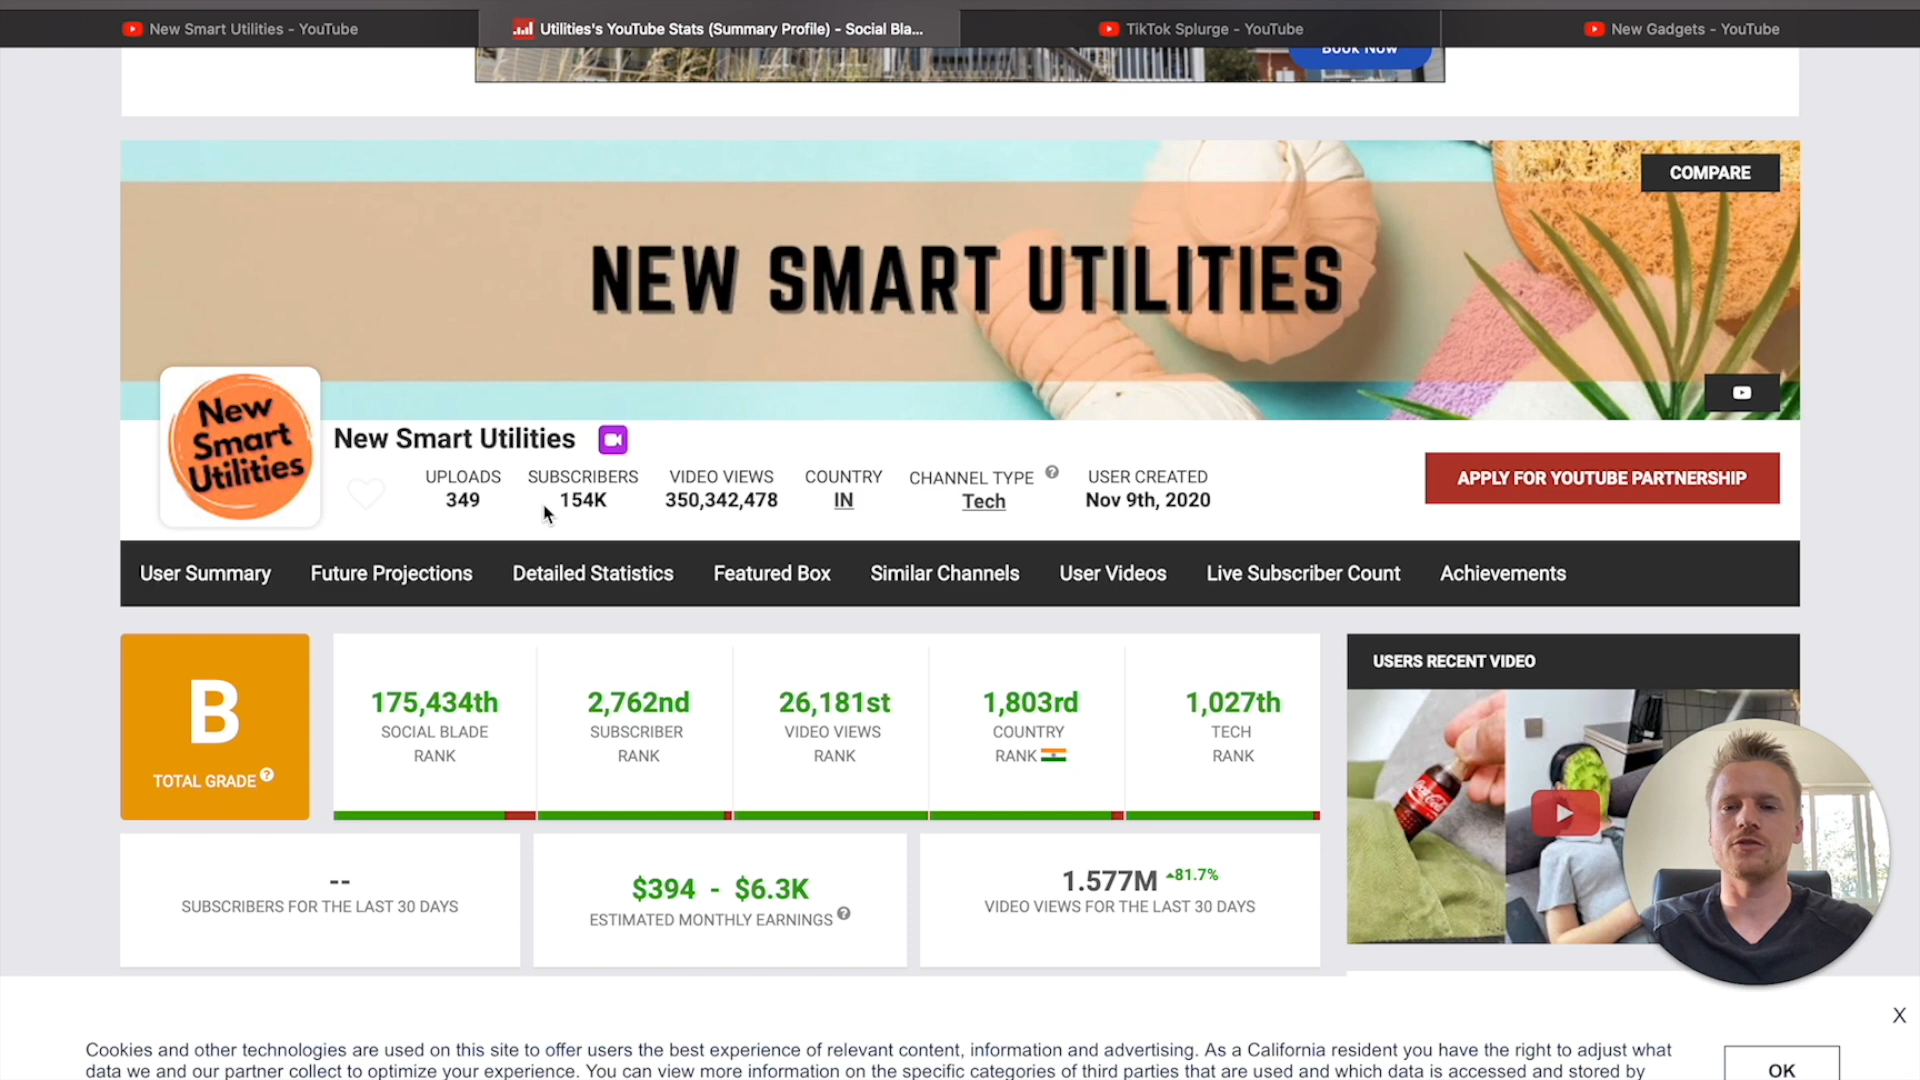 New Smart Utilities - YouTube
Utilities's YouTube Stats (Summary Profile) - Social Bla...
TikTok Splurge - YouTube
New Gadgets - YouTube
Book Now
COMPARE
NEW SMART UTILITIES
New
Smart
Utilities
New Smart Utilities
UPLOADS
349
SUBSCRIBERS
154K
VIDEO VIEWS
350,342,478
COUNTRY
IN
CHANNEL TYPE ?
Tech
USER CREATED
Nov 9th, 2020
APPLY FOR YOUTUBE PARTNERSHIP
User Summary
Future Projections
Detailed Statistics
Featured Box
Similar Channels
User Videos
Live Subscriber Count
Achievements
B
TOTAL GRADE ?
175,434th
SOCIAL BLADE
RANK
2,762nd
SUBSCRIBER
RANK
26,181st
VIDEO VIEWS
RANK
1,803rd
COUNTRY
RANK
1,027th
TECH
RANK
USERS RECENT VIDEO
Coca-Cola
--
SUBSCRIBERS FOR THE LAST 30 DAYS
$394 - $6.3K
ESTIMATED MONTHLY EARNINGS ?
1.577M 81.7%
VIDEO VIEWS FOR THE LAST 30 DAYS
X
Cookies and other technologies are used on this site to offer users the best experience of relevant content, information and advertising. As a California resident you have the right to adjust what
data we and our partner collect to optimize your experience. You can view more information on the specific categories of third parties that are used and which data is accessed and stored by
OK